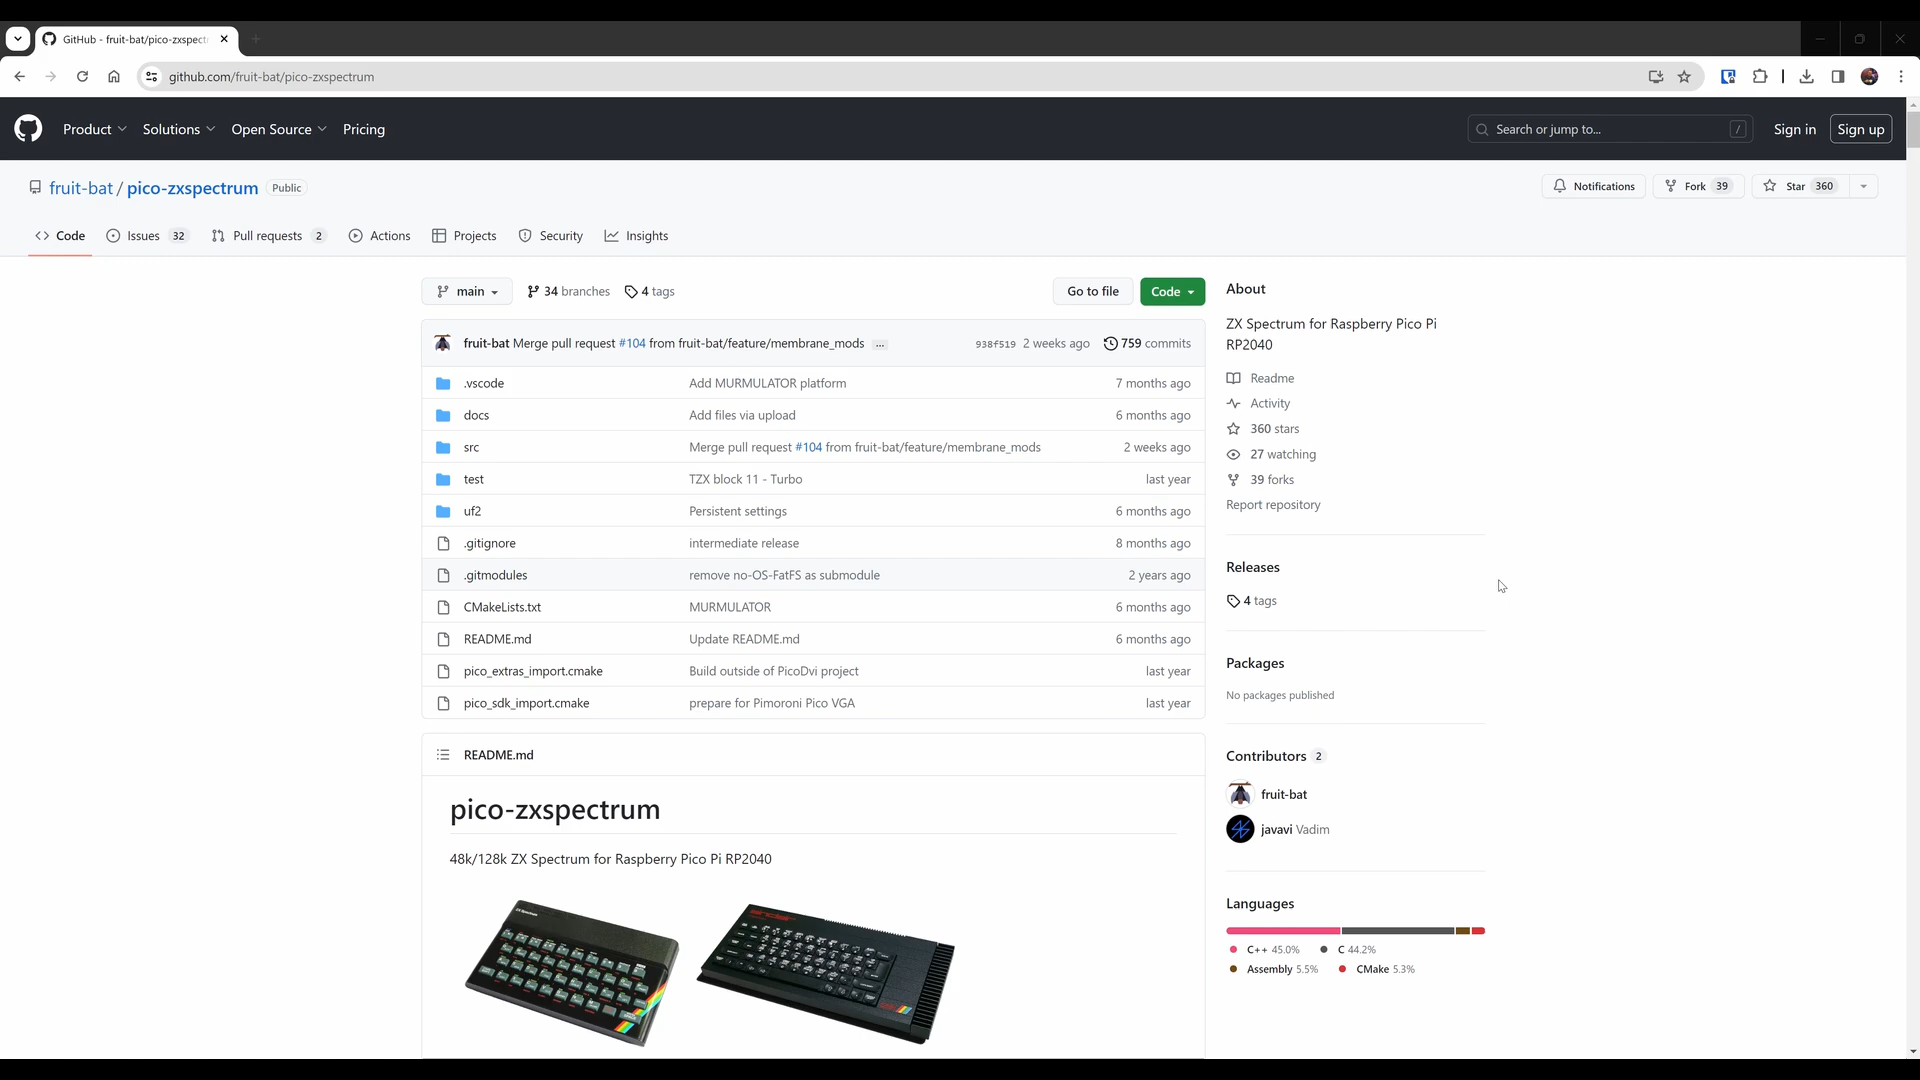 GitHub - fruit-bat/pico-zxspectr
github.com/fruit-bat/pico-zxspectrum
Product Solutions Open Source Pricing
Search or jump to... /
Sign in Sign up
fruit-bat / pico-zxspectrum Public
Notifications Fork 39 Star 360
Code Issues 32 Pull requests 2 Actions Projects Security Insights
main 34 branches 4 tags
Go to file Code
fruit-bat Merge pull request #104 from fruit-bat/feature/membrane_mods ... 938f519 2 weeks ago 759 commits
.vscode Add MURMULATOR platform 7 months ago
docs Add files via upload 6 months ago
src Merge pull request #104 from fruit-bat/feature/membrane_mods 2 weeks ago
test TZX block 11 - Turbo last year
uf2 Persistent settings 6 months ago
.gitignore intermediate release 8 months ago
.gitmodules remove no-OS-FatFS as submodule 2 years ago
CMakeLists.txt MURMULATOR 6 months ago
README.md Update README.md 6 months ago
pico_extras_import.cmake Build outside of PicoDvi project last year
pico_sdk_import.cmake prepare for Pimoroni Pico VGA last year
README.md
pico-zxspectrum
48k/128k ZX Spectrum for Raspberry Pico Pi RP2040
About
ZX Spectrum for Raspberry Pico Pi
RP2040
Readme
Activity
360 stars
27 watching
39 forks
Report repository
Releases
4 tags
Packages
No packages published
Contributors 2
fruit-bat
javavi Vadim
Languages
C++ 45.0% C 44.2%
Assembly 5.5% CMake 5.3%